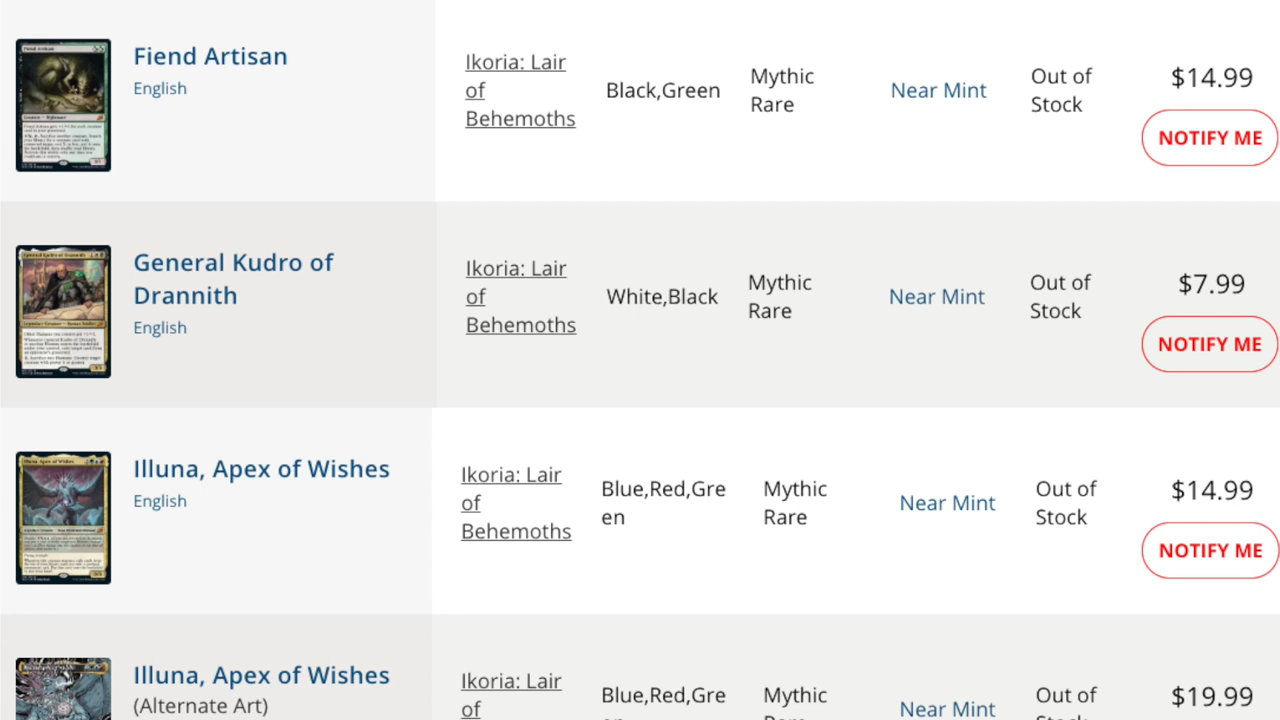 Fiend Artisan
English
Ikoria: Lair
of
Behemoths
Black,Green
Mythic
Rare
Near Mint
Out of
Stock
$14.99
NOTIFY ME
General Kudro of
Drannith
English
Ikoria: Lair
of
Behemoths
White,Black
Mythic
Rare
Near Mint
Out of
Stock
$7.99
NOTIFY ME
Illuna, Apex of Wishes
English
Ikoria: Lair
of
Behemoths
Blue,Red,Gre
en
Mythic
Rare
Near Mint
Out of
Stock
$14.99
NOTIFY ME
Illuna, Apex of Wishes
(Alternate Art)
Ikoria: Lair
of
Blue,Red,Gre
en
Mythic
Near Mint
Out of
$19.99